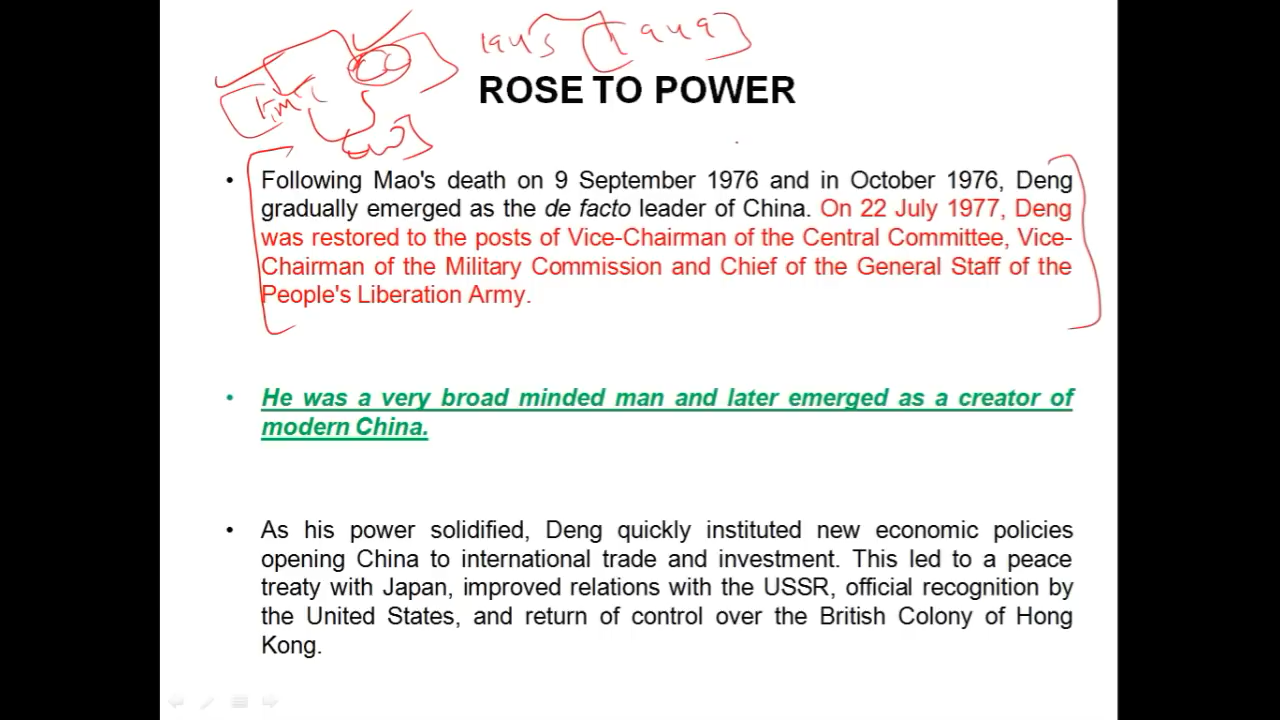 1945 1949
KMT
ROSE TO POWER
• Following Mao's death on 9 September 1976 and in October 1976, Deng
gradually emerged as the de facto leader of China. On 22 July 1977, Deng
was restored to the posts of Vice-Chairman of the Central Committee, Vice-
Chairman of the Military Commission and Chief of the General Staff of the
People's Liberation Army.
• He was a very broad minded man and later emerged as a creator of
modern China.
• As his power solidified, Deng quickly instituted new economic policies
opening China to international trade and investment. This led to a peace
treaty with Japan, improved relations with the USSR, official recognition by
the United States, and return of control over the British Colony of Hong
Kong.